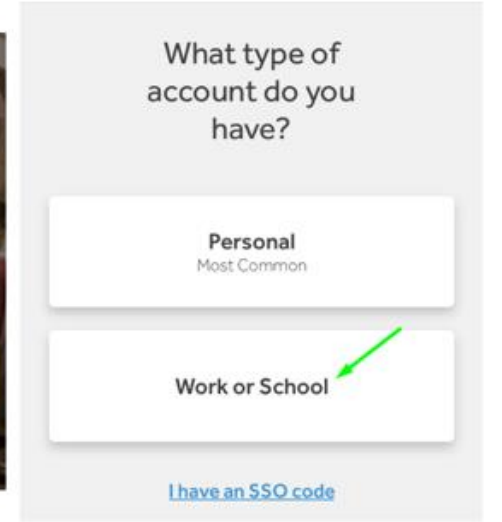 What type of
account do you
have?
Personal
Most Common
Work or School
I have an SSO code